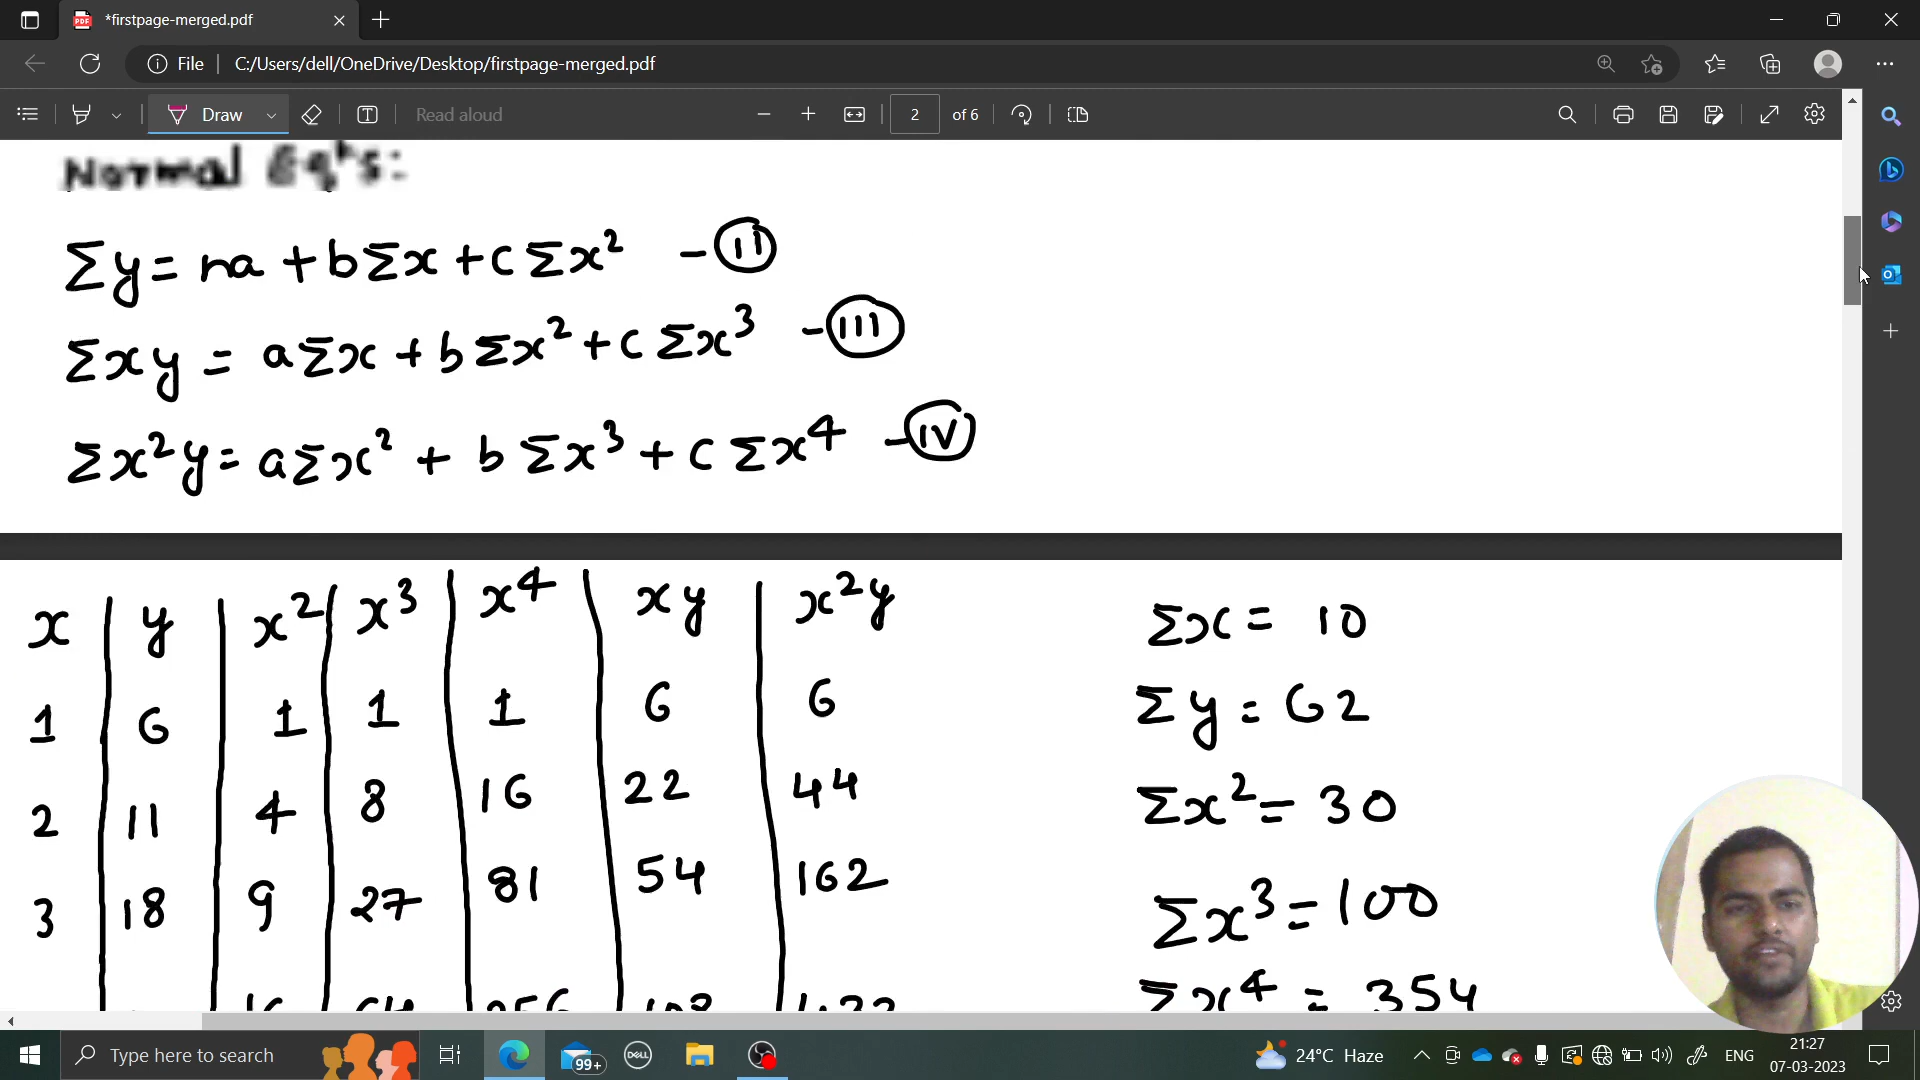 *firstpage-merged.pdf
File | C:/Users/dell/OneDrive/Desktop/firstpage-merged.pdf
Draw Read aloud 2 of 6
Normal Eqⁿs:
Σy = na + bΣx + cΣx² - (II)
Σxy = aΣx + bΣx² + cΣx³ - (III)
Σx²y = aΣx² + bΣx³ + cΣx⁴ - (IV)
x | y | x² | x³ | x⁴ | xy | x²y
1 | 6 | 1 | 1 | 1 | 6 | 6
2 | 11 | 4 | 8 | 16 | 22 | 44
3 | 18 | 9 | 27 | 81 | 54 | 162
Σx = 10
Σy = 62
Σx² = 30
Σx³ = 100
Σx⁴ = 354
Type here to search
99+
DELL
24°C Haze
ENG
21:27
07-03-2023